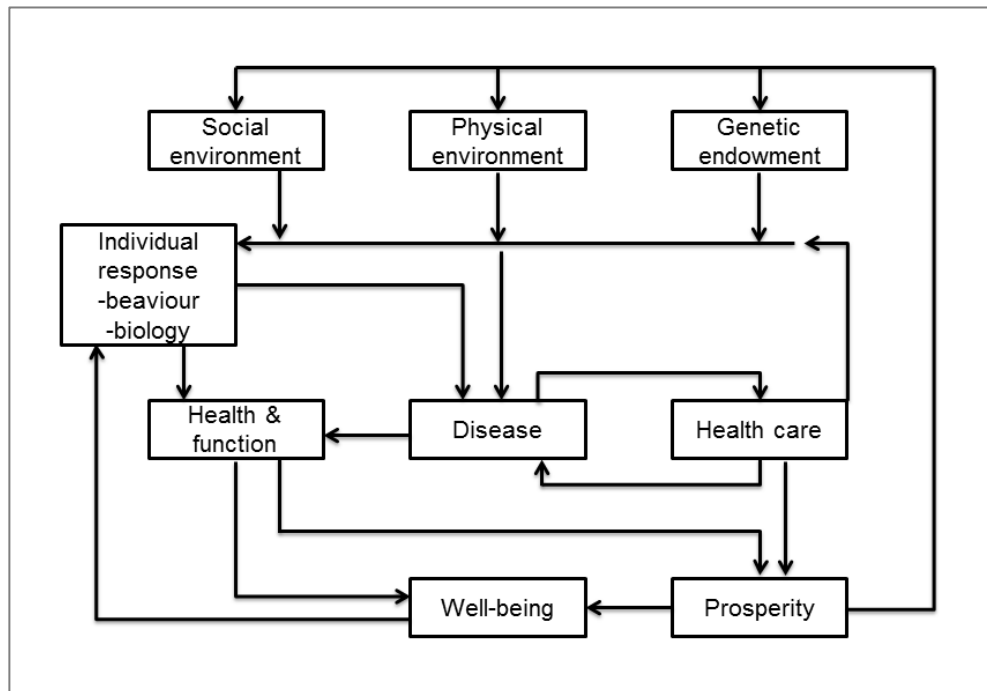 Social
environment
Physical
environment
Genetic
endowment
Individual
response
-beaviour
-biology
Health &
function
Disease
Health care
Well-being
Prosperity